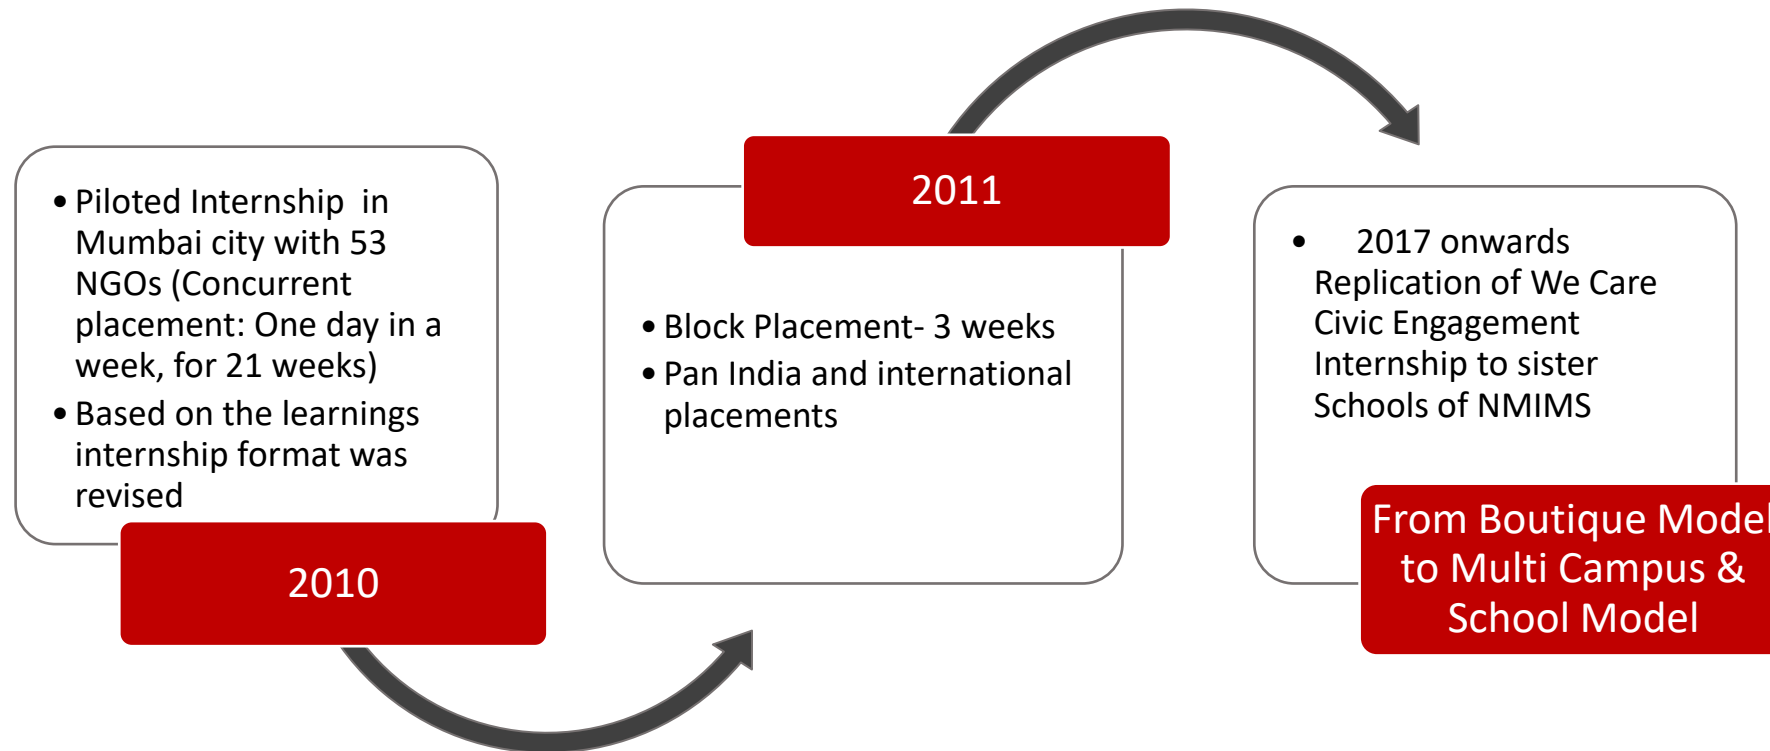 • Piloted Internship in
Mumbai city with 53
NGOs (Concurrent
placement: One day in a
week, for 21 weeks)
• Based on the learnings
internship format was
revised
2010
2011
• Block Placement- 3 weeks
• Pan India and international
placements
• 2017 onwards
Replication of We Care
Civic Engagement
Internship to sister
Schools of NMIMS
From Boutique Model
to Multi Campus &
School Model